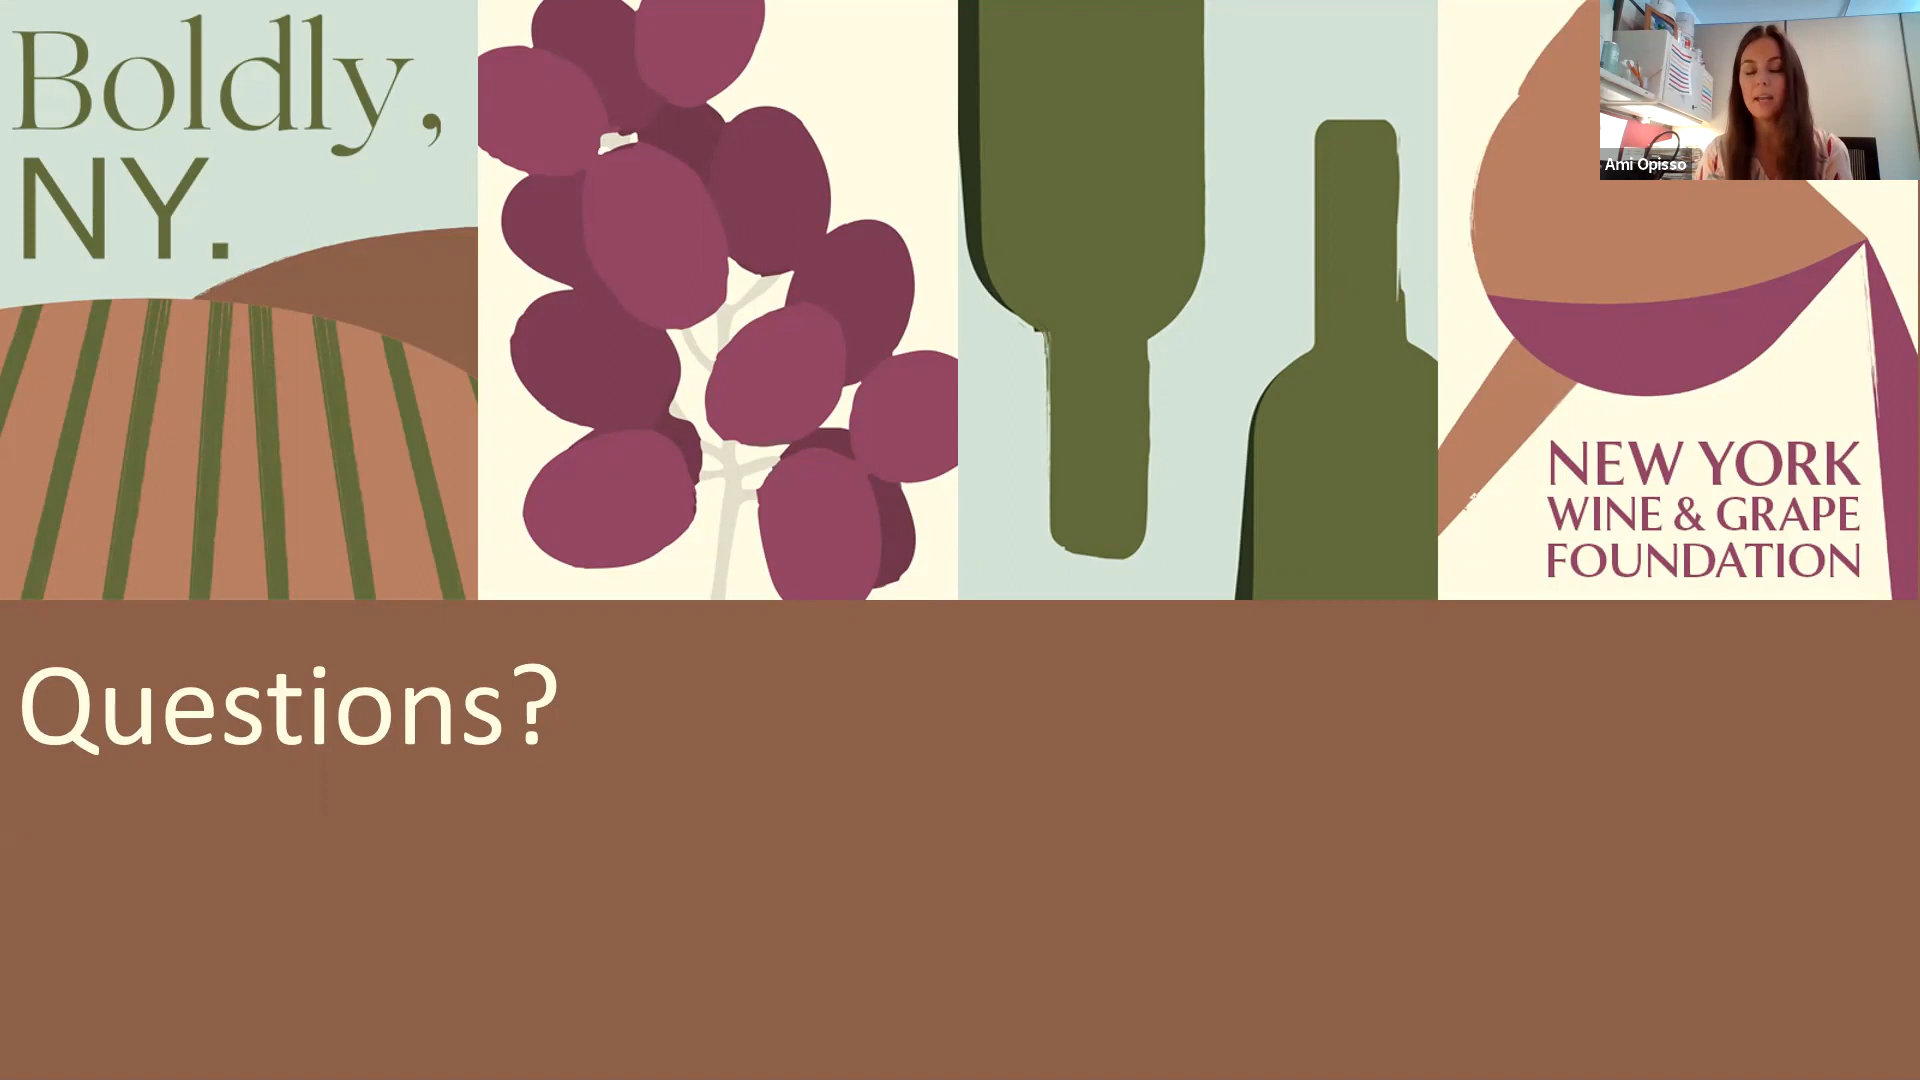 Boldly,
NY.
Ami Opisso
NEW YORK
WINE & GRAPE
FOUNDATION
Questions?